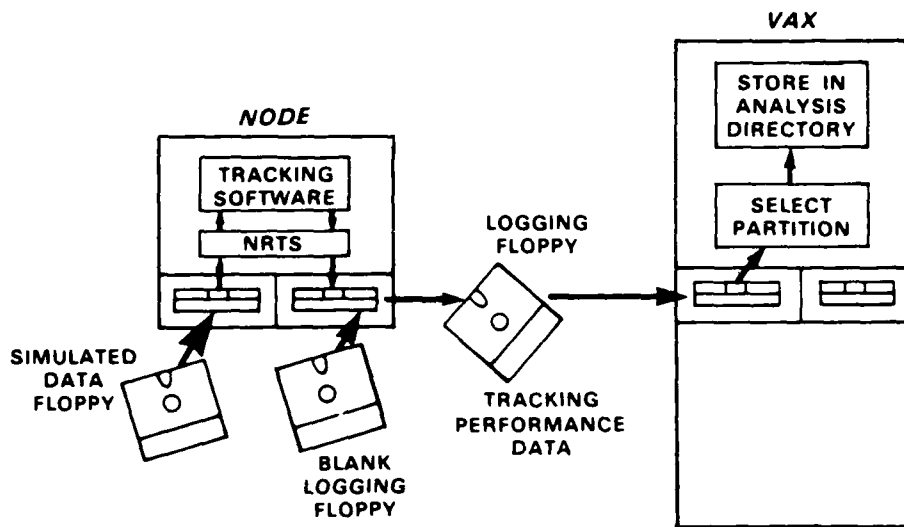 NODE
TRACKING
SOFTWARE
NRTS
SIMULATED
DATA
FLOPPY
BLANK
LOGGING
FLOPPY
LOGGING
FLOPPY
TRACKING
PERFORMANCE
DATA
VAX
STORE IN
ANALYSIS
DIRECTORY
SELECT
PARTITION